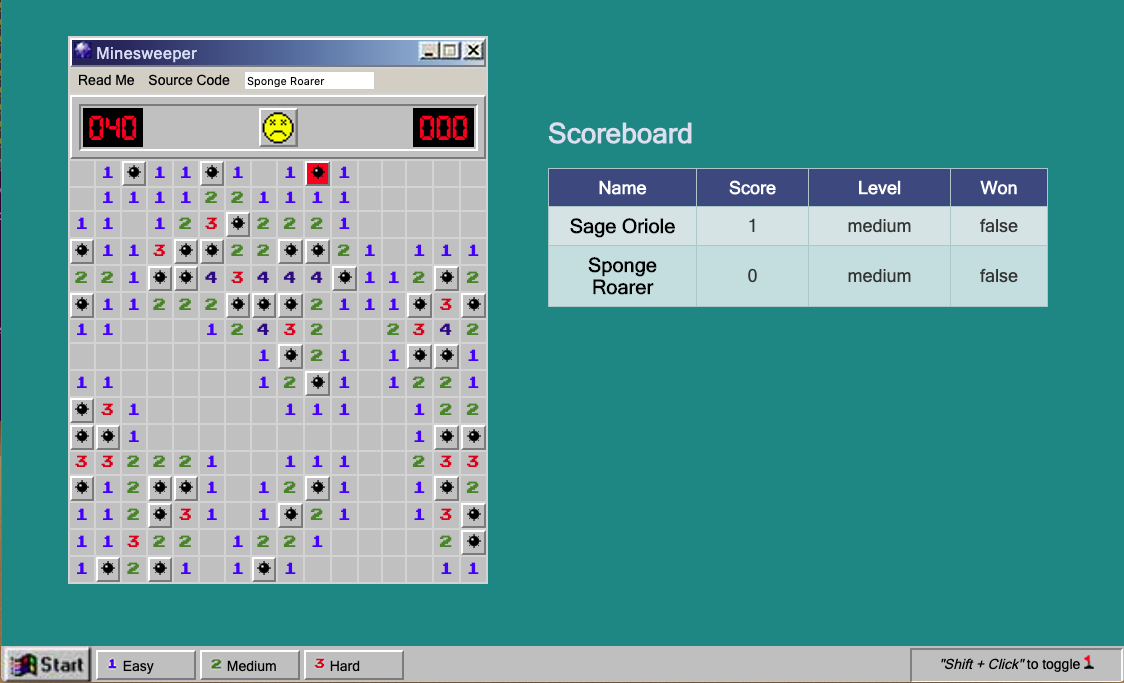 Minesweeper
Read Me Source Code Sponge Roarer
040 000
1 1 1 1 1 1
1 1 1 1 2 2 1 1 1 1
1 1 1 2 3 2 2 2 1
1 1 3 2 2 2 1 1 1 1
2 2 1 4 3 4 4 4 1 1 2 2
1 1 2 2 2 2 1 1 1 3
1 1 1 2 4 3 2 2 3 4 2
1 2 1 1 1
1 1 1 2 1 1 2 2 1
3 1 1 1 1 1 2 2
1 1
3 3 2 2 2 1 1 1 1 2 3 3
1 2 1 1 2 1 1 2
1 1 2 3 1 1 2 1 1 3
1 1 3 2 2 1 2 2 1 2
1 2 1 1 1 1 1
Scoreboard
Name Score Level Won
Sage Oriole 1 medium false
Sponge
Roarer 0 medium false
Start 1 Easy 2 Medium 3 Hard "Shift + Click" to toggle 1